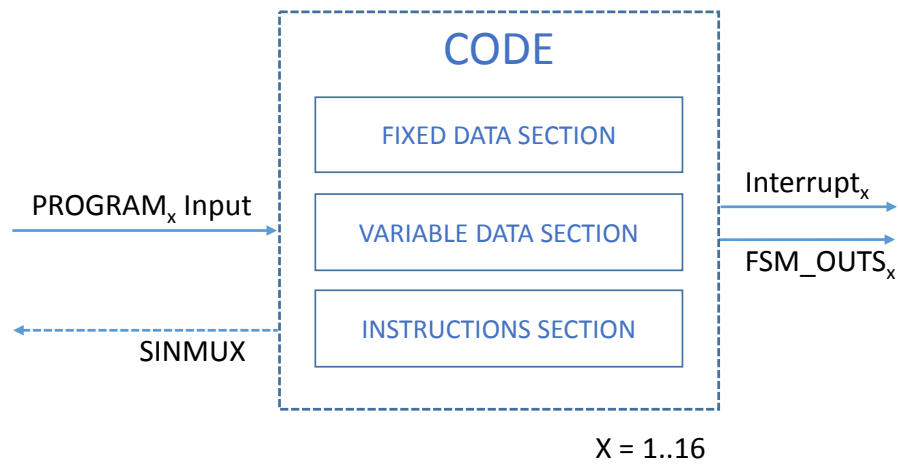 CODE
FIXED DATA SECTION
PROGRAMₓ Input
VARIABLE DATA SECTION
Interruptₓ
FSM_OUTSₓ
SINMUX
INSTRUCTIONS SECTION
X = 1..16